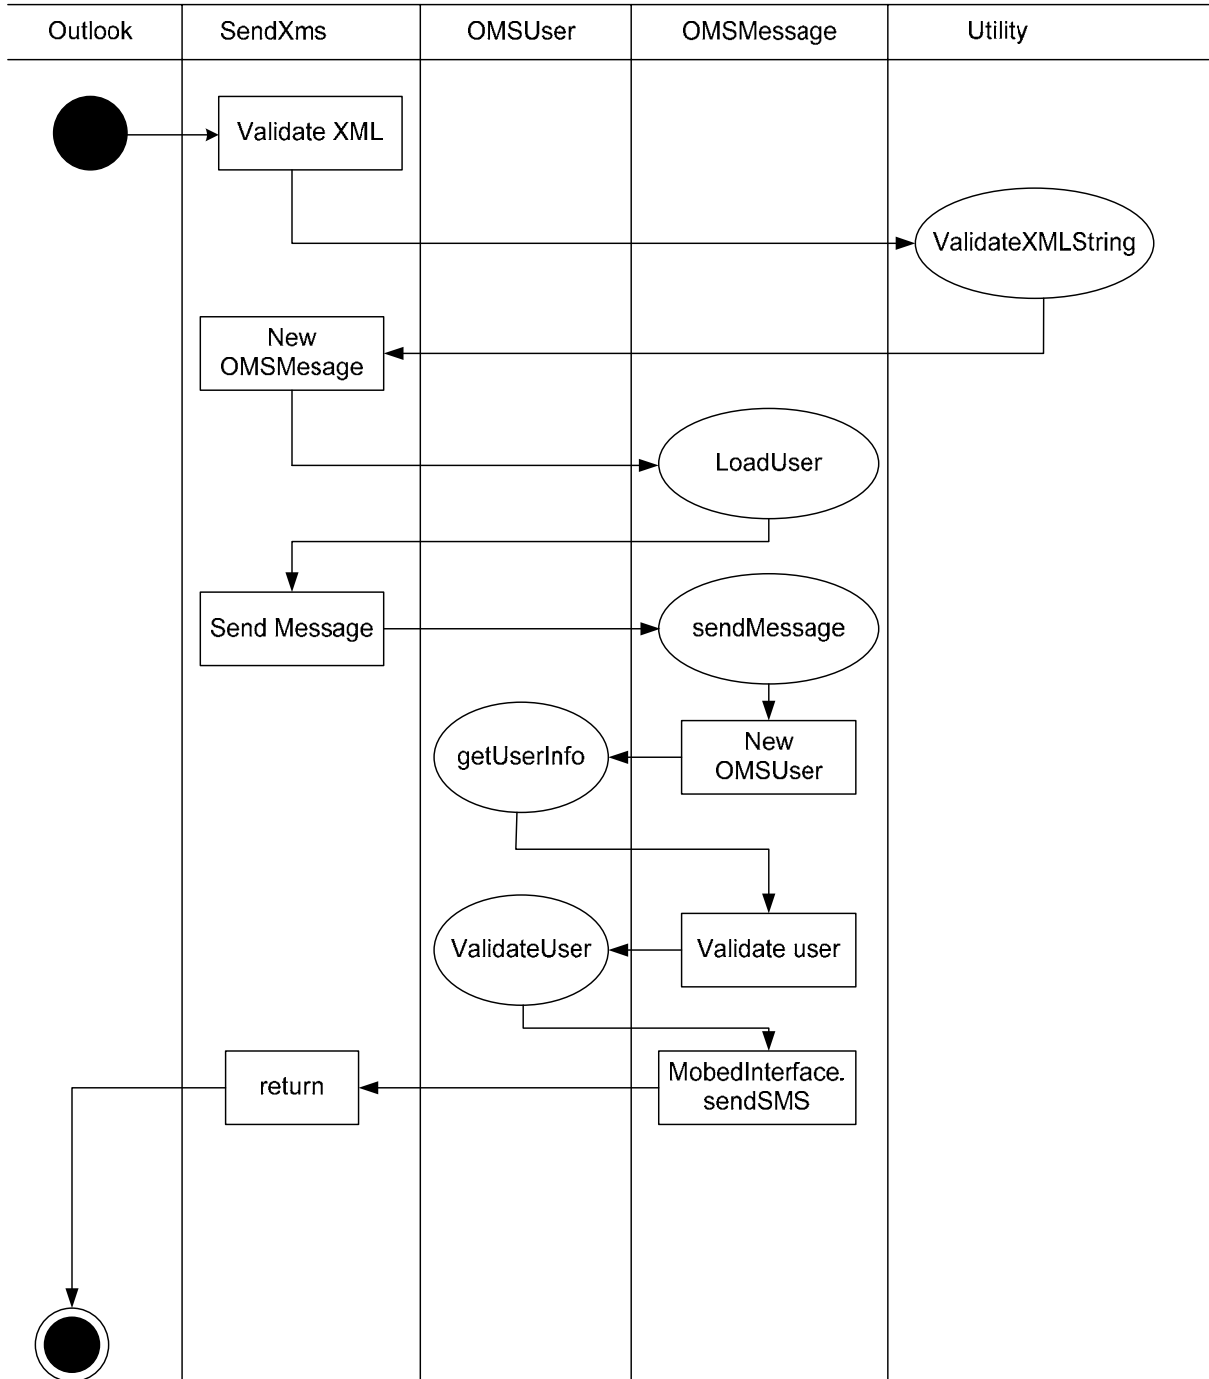 Outlook
SendXms
OMSUser
OMSMessage
Utility
Validate XML
ValidateXMLString
New
OMSMesage
LoadUser
Send Message
sendMessage
getUserInfo
New
OMSUser
ValidateUser
Validate user
return
MobedInterface.
sendSMS